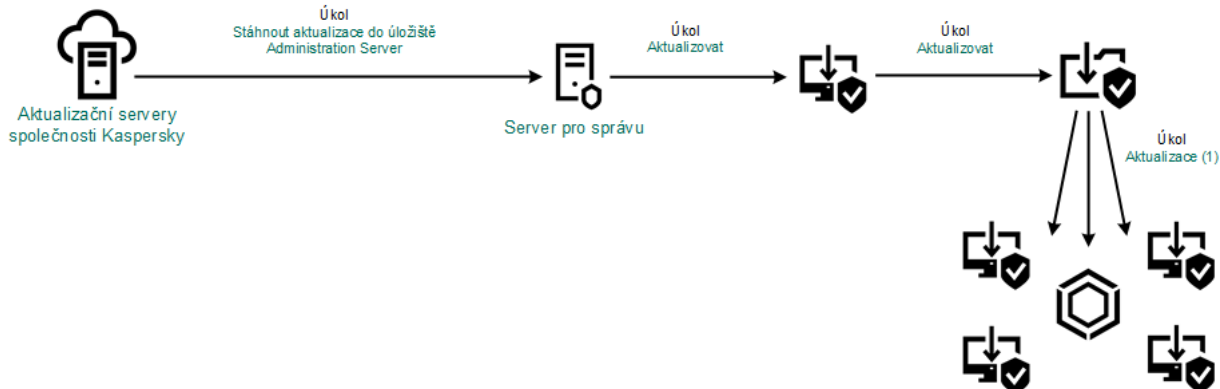 Úkol
Stáhnout aktualizace do úložiště
Administration Server
Úkol
Aktualizovat
Úkol
Aktualizovat
Aktualizační servery
společnosti Kaspersky
Server pro správu
Úkol
Aktualizace (1)